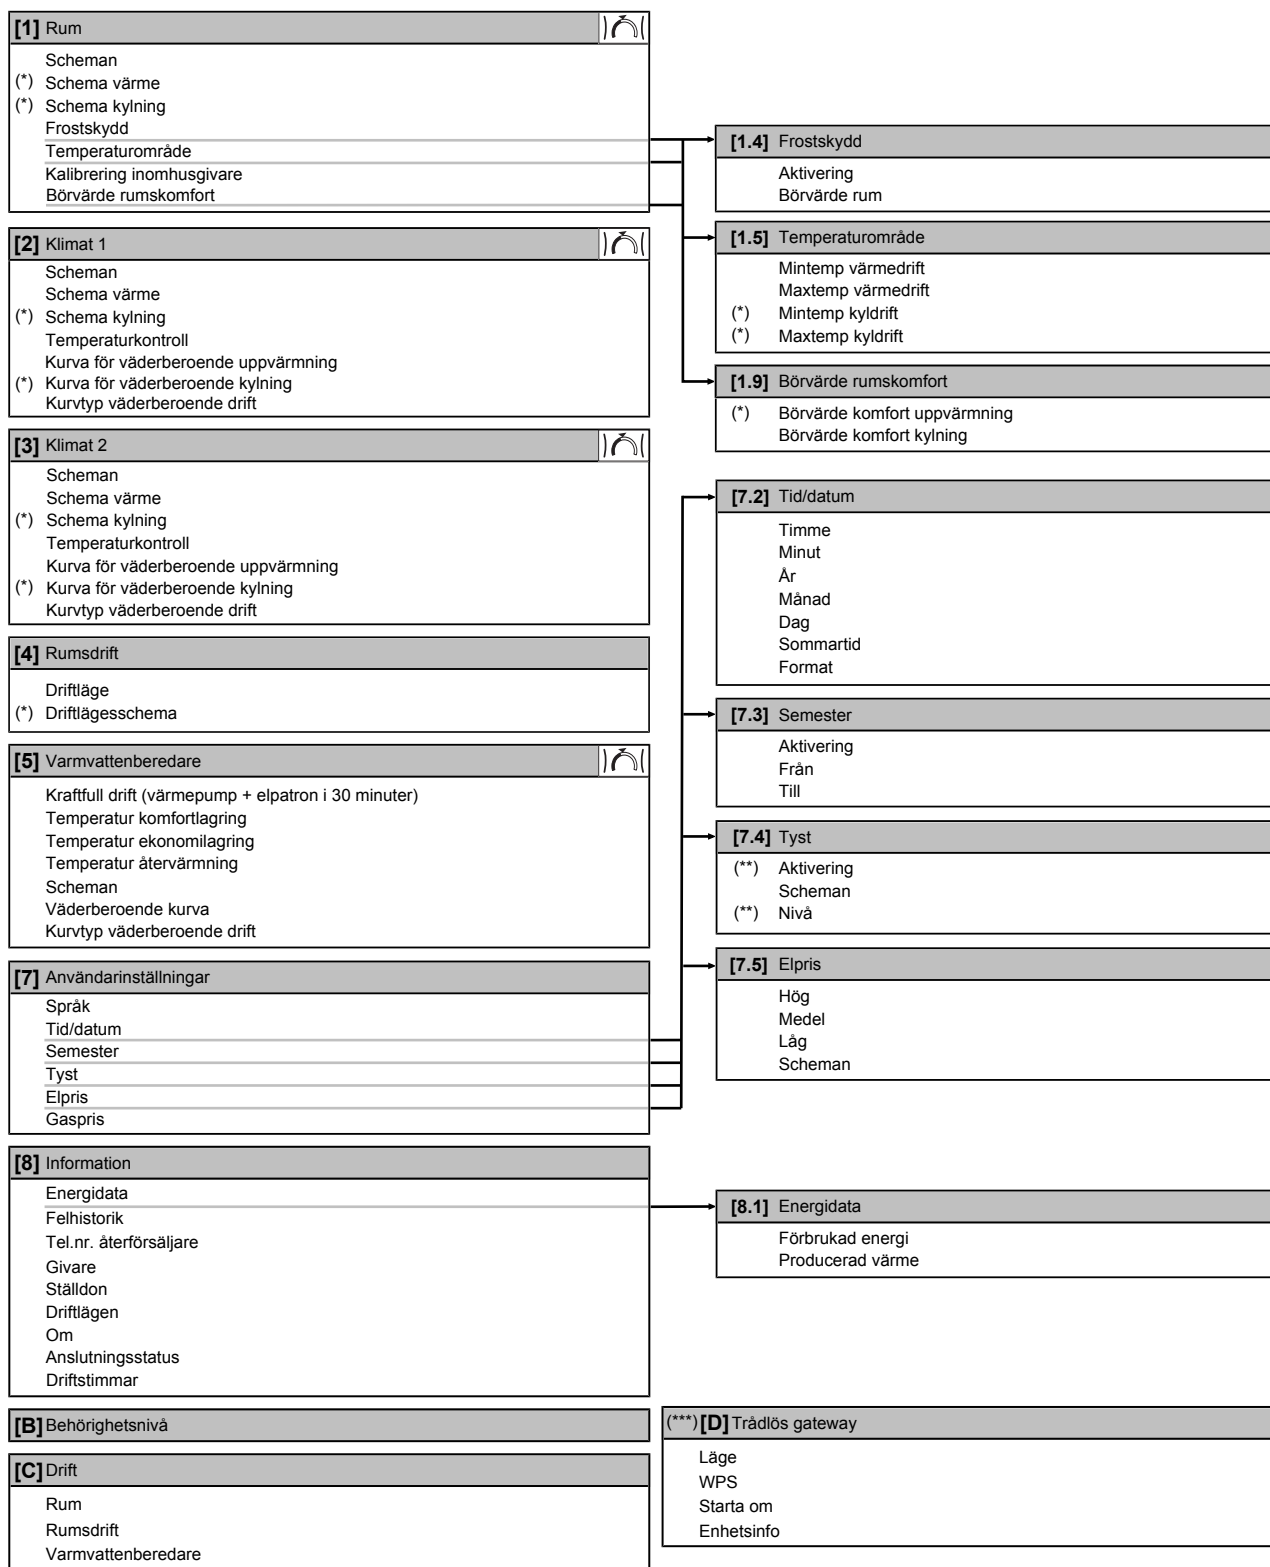 [1] Rum
Scheman
(*) Schema värme
(*) Schema kylning
Frostskydd
Temperaturområde
Kalibrering inomhusgivare
Börvärde rumskomfort
[2] Klimat 1
Scheman
Schema värme
(*) Schema kylning
Temperaturkontroll
Kurva för väderberoende uppvärmning
(*) Kurva för väderberoende kylning
Kurvtyp väderberoende drift
[3] Klimat 2
Scheman
Schema värme
(*) Schema kylning
Temperaturkontroll
Kurva för väderberoende uppvärmning
(*) Kurva för väderberoende kylning
Kurvtyp väderberoende drift
[4] Rumsdrift
Driftläge
(*) Driftlägesschema
[5] Varmvattenberedare
Kraftfull drift (värmepump + elpatron i 30 minuter)
Temperatur komfortlagring
Temperatur ekonomilagring
Temperatur återvärmning
Scheman
Väderberoende kurva
Kurvtyp väderberoende drift
[7] Användarinställningar
Språk
Tid/datum
Semester
Tyst
Elpris
Gaspris
[8] Information
Energidata
Felhistorik
Tel.nr. återförsäljare
Givare
Ställdon
Driftlägen
Om
Anslutningsstatus
Driftstimmar
[B] Behörighetsnivå
[C] Drift
Rum
Rumsdrift
Varmvattenberedare
[1.4] Frostskydd
Aktivering
Börvärde rum
[1.5] Temperaturområde
Mintemp värmedrift
Maxtemp värmedrift
(*) Mintemp kyldrift
(*) Maxtemp kyldrift
[1.9] Börvärde rumskomfort
(*) Börvärde komfort uppvärmning
Börvärde komfort kylning
[7.2] Tid/datum
Timme
Minut
År
Månad
Dag
Sommartid
Format
[7.3] Semester
Aktivering
Från
Till
[7.4] Tyst
(**) Aktivering
Scheman
(**) Nivå
[7.5] Elpris
Hög
Medel
Låg
Scheman
[8.1] Energidata
Förbrukad energi
Producerad värme
(***) [D] Trådlös gateway
Läge
WPS
Starta om
Enhetsinfo